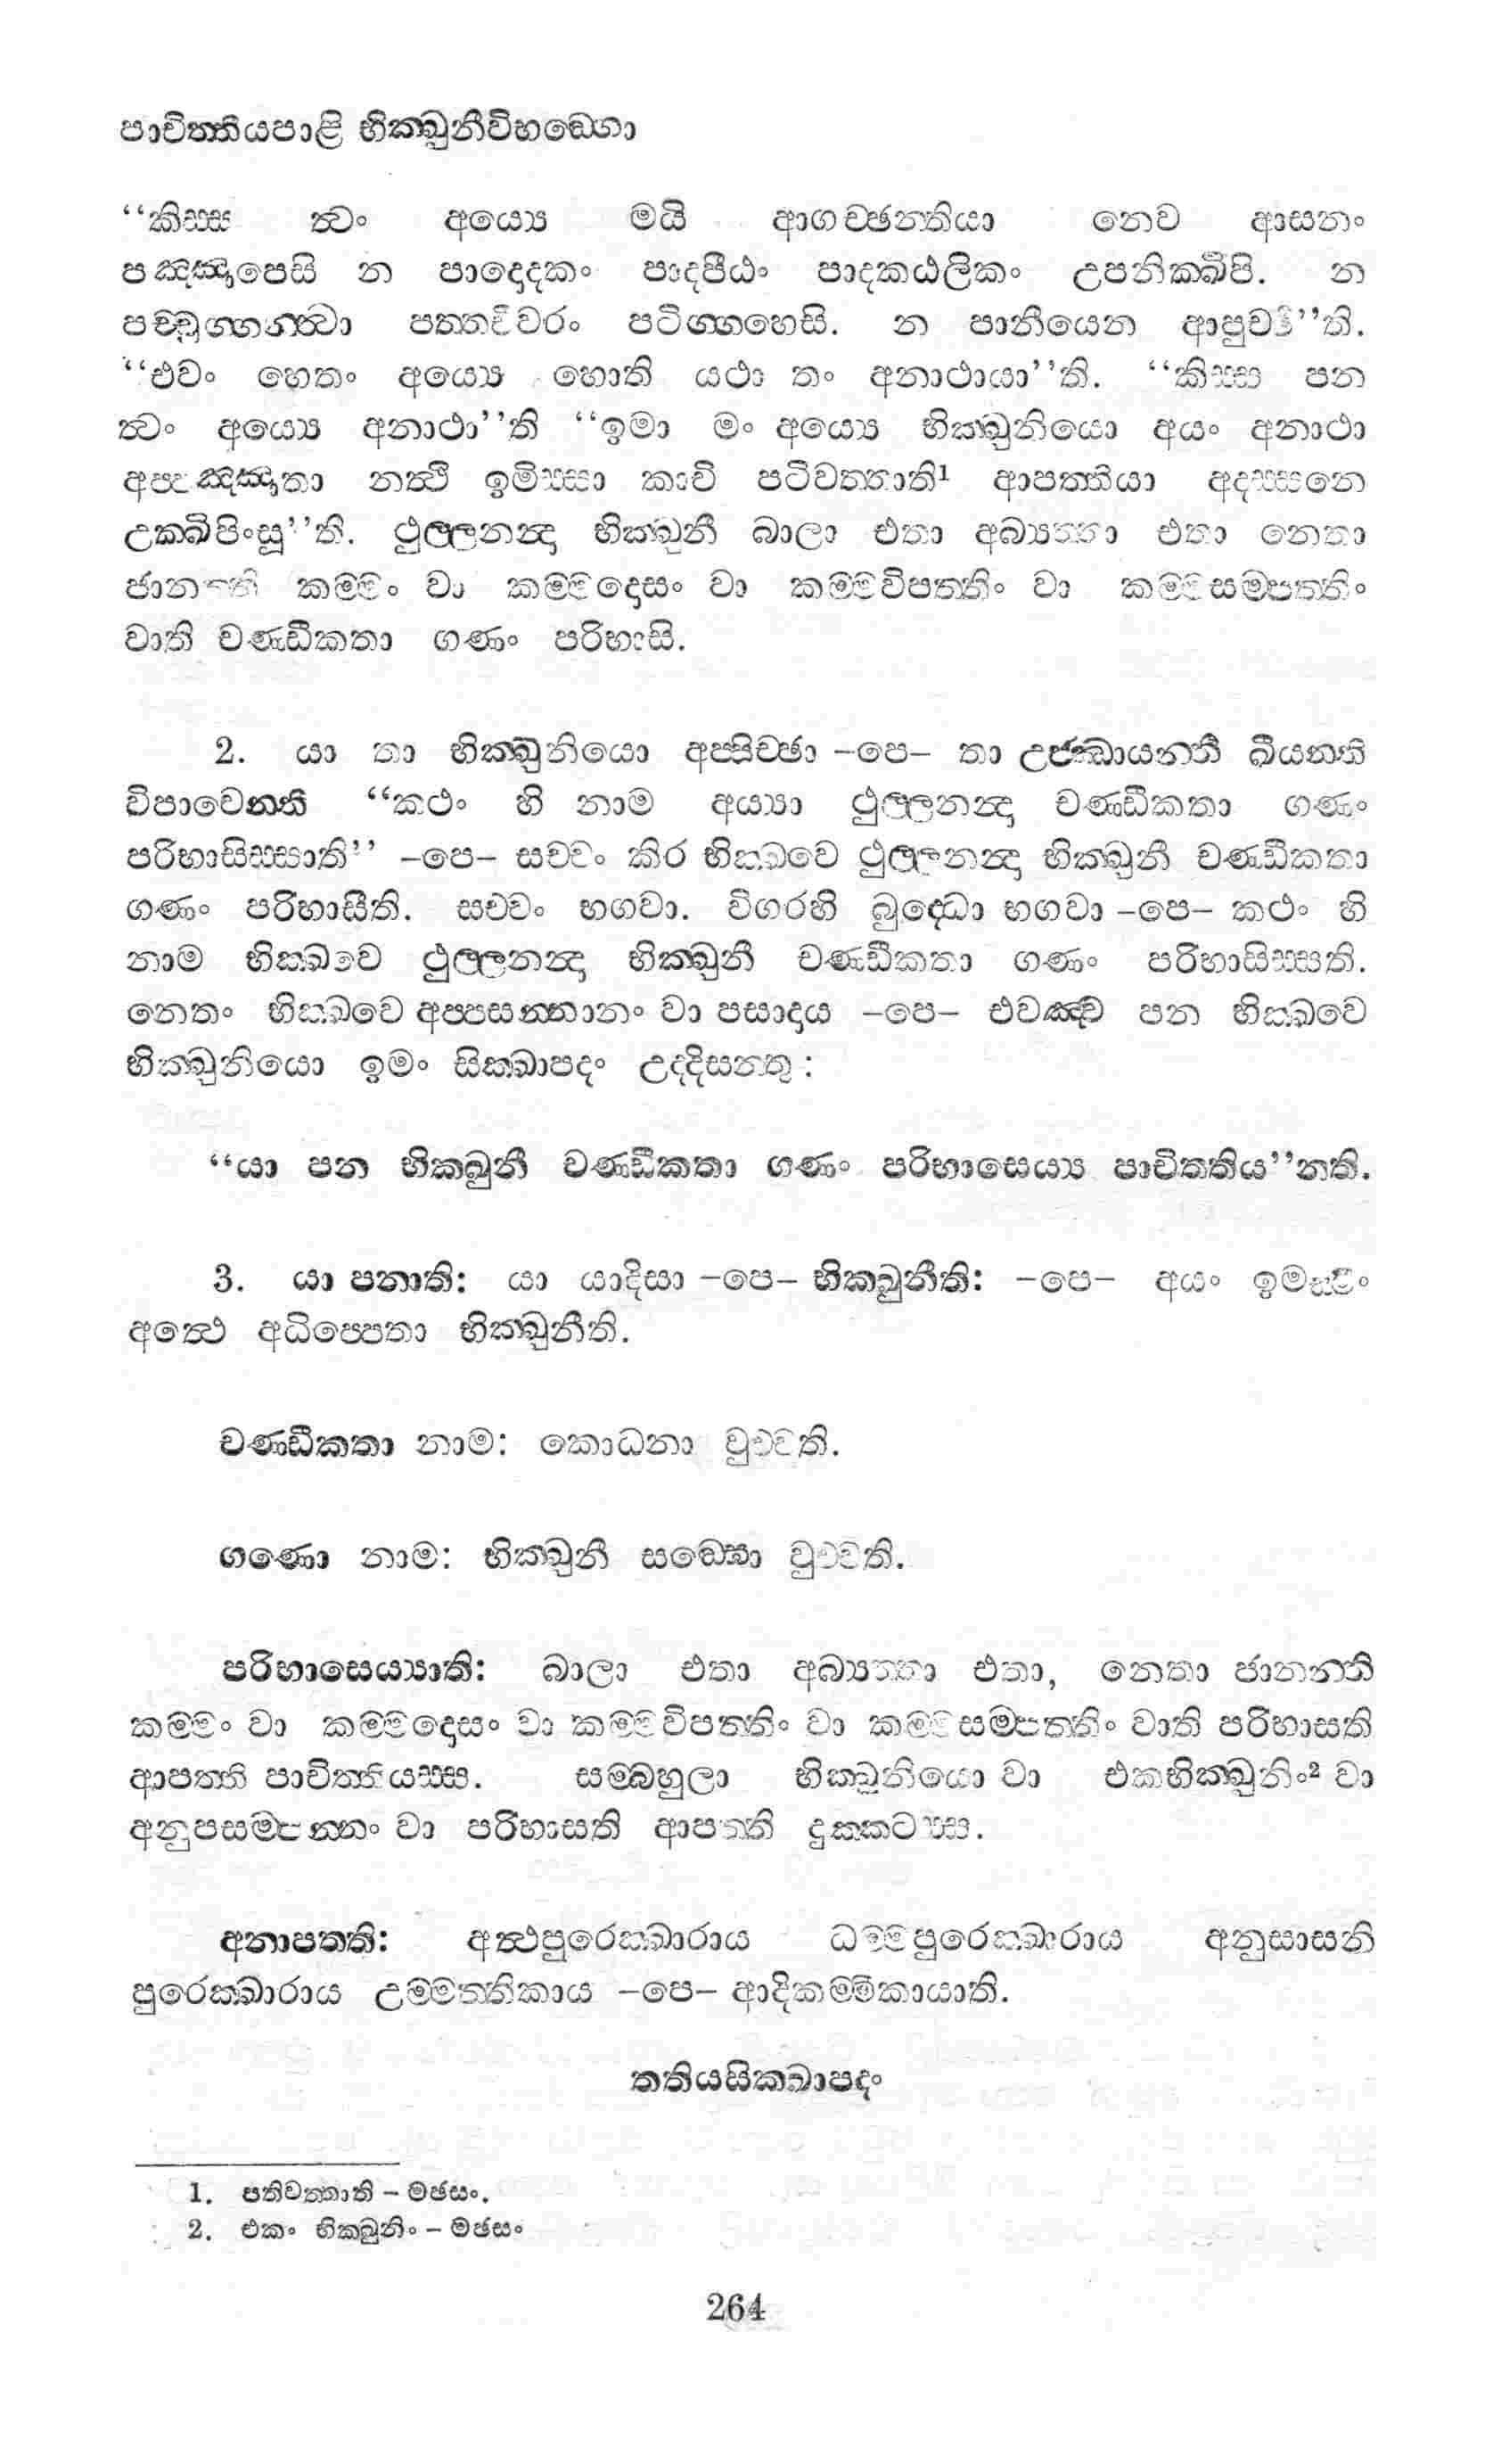 පාචිත්තියපාළි භික්ඛුනීවිභඞ්ගො
“කිස්ස ත්වං අය්‍යෙ මයි ආගච්ඡන්තියා නෙව ආසනං
පඤ්ඤාපෙසි න පාදොදකං පාදපීඨං පාදකඨලිකං උපනික්ඛිපි. න
පච්චුග්ගන්ත්වා පත්තචීවරං පටිග්ගහෙසි. න පානීයෙන ආපුච්ඡී”ති.
“එවං හෙතං අය්‍යෙ හොති යථා තං අනාථායා”ති. “කිස්ස පන
ත්වං අය්‍යෙ අනාථා”ති “ඉමා මං අය්‍යෙ භික්ඛුනියො අයං අනාථා
අප්පඤ්ඤාතා නත්ථි ඉමිස්සා කාචි පටිවත්තාති¹ ආපත්තියා අදස්සනෙ
උක්ඛිපිංසූ”ති. ථුල්ලනන්දා භික්ඛුනී බාලා එතා අබ්‍යත්තා එතා නෙතා
ජානන්ති කම්මං වා කම්මදොසං වා කම්මවිපත්තිං වා කම්මසම්පත්තිං
වාති චණ්ඩීකතා ගණං පරිභාසි.
2. යා තා භික්ඛුනියො අප්පිච්ඡා –පෙ– තා උජ්ඣායන්ති ඛීයන්ති
විපාචෙන්ති “කථං හි නාම අය්‍යා ථුල්ලනන්දා චණ්ඩීකතා ගණං
පරිභාසිස්සාති” –පෙ– සච්චං කිර භික්ඛවෙ ථුල්ලනන්දා භික්ඛුනී චණ්ඩීකතා
ගණං පරිභාසීති. සච්චං භගවා. විගරහි බුද්ධො භගවා –පෙ– කථං හි
නාම භික්ඛවෙ ථුල්ලනන්දා භික්ඛුනී චණ්ඩීකතා ගණං පරිභාසිස්සති.
නෙතං භික්ඛවෙ අප්පසන්නානං වා පසාදාය –පෙ– එවඤ්ච පන භික්ඛවෙ
භික්ඛුනියො ඉමං සික්ඛාපදං උද්දිසන්තු :
“යා පන භික්ඛුනී චණ්ඩීකතා ගණං පරිභාසෙය්‍ය පාචිත්තිය”න්ති.
3. යා පනාති: යා යාදිසා –පෙ– භික්ඛුනීති: –පෙ– අයං ඉමස්මිං
අත්ථෙ අධිප්පෙතා භික්ඛුනීති.
චණ්ඩීකතා නාම: කොධනා වුච්චති.
ගණො නාම: භික්ඛුනී සඞ්ඝො වුච්චති.
පරිභාසෙය්‍යාති: බාලා එතා අබ්‍යත්තා එතා, නෙතා ජානන්ති
කම්මං වා කම්මදොසං වා කම්මවිපත්තිං වා කම්මසම්පත්තිං වාති පරිභාසති
ආපත්ති පාචිත්තියස්ස. සම්බහුලා භික්ඛුනියො වා එකභික්ඛුනිං² වා
අනුපසම්පන්නං වා පරිභාසති ආපත්ති දුක්කටස්ස.
අනාපත්ති: අත්ථපුරෙක්ඛාරාය ධම්මපුරෙක්ඛාරාය අනුසාසනි
පුරෙක්ඛාරාය උම්මත්තිකාය –පෙ– ආදිකම්මිකායාති.
තතියසික්ඛාපදං
1. පතිවත්තාති – මඡසං.
2. එකං භික්ඛුනිං – මඡසං
264